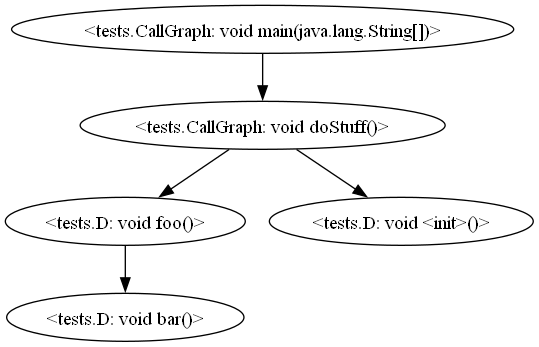 <tests.CallGraph: void main(java.lang.String[])>
<tests.CallGraph: void doStuff()>
<tests.D: void foo()>
<tests.D: void <init>()>
<tests.D: void bar()>